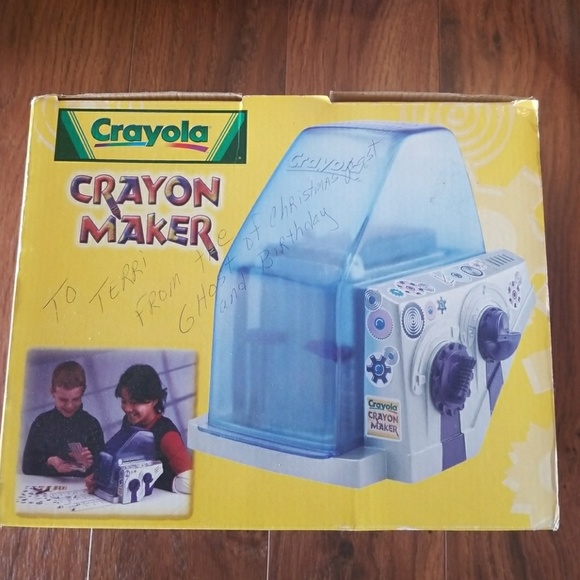 Crayola
CRAYON
MAKER
Crayola
TO TERRI
FROM the
GHOST of Christmas Past
and Birthday
Crayola
CRAYON
MAKER